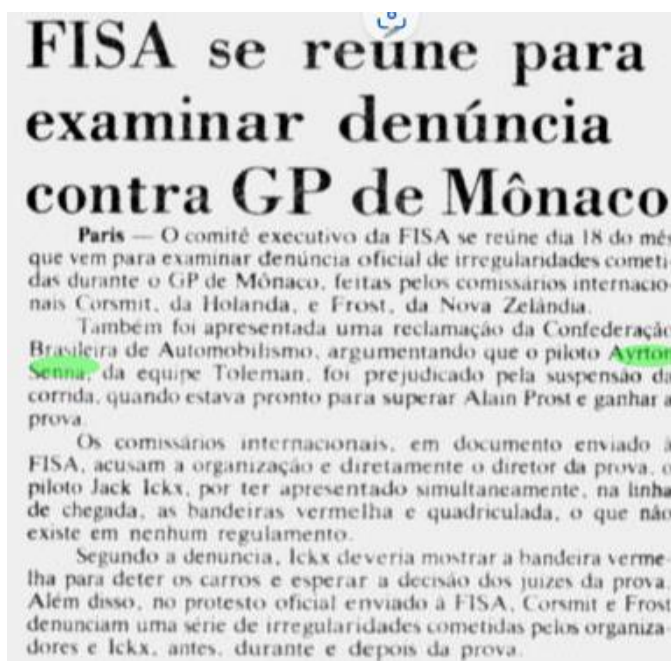 FISA se reúne para
examinar denúncia
contra GP de Mônaco
Paris — O comitê executivo da FISA se reúne dia 18 do mês
que vem para examinar denúncia oficial de irregularidades cometi-
das durante o GP de Mônaco, feitas pelos comissários internacio-
nais Corsmit, da Holanda, e Frost, da Nova Zelândia.
Também foi apresentada uma reclamação da Confederação
Brasileira de Automobilismo, argumentando que o piloto Ayrton
Senna, da equipe Toleman, foi prejudicado pela suspensão da
corrida, quando estava pronto para superar Alain Prost e ganhar a
prova.
Os comissários internacionais, em documento enviado à
FISA, acusam a organização e diretamente o diretor da prova, o
piloto Jack Ickx, por ter apresentado simultaneamente, na linha
de chegada, as bandeiras vermelha e quadriculada, o que não
existe em nenhum regulamento.
Segundo a denuncia, Ickx deveria mostrar a bandeira verme-
lha para deter os carros e esperar a decisão dos juizes da prova.
Além disso, no protesto oficial enviado à FISA, Corsmit e Frost
denunciam uma série de irregularidades cometidas pelos organiza-
dores e Ickx, antes, durante e depois da prova.